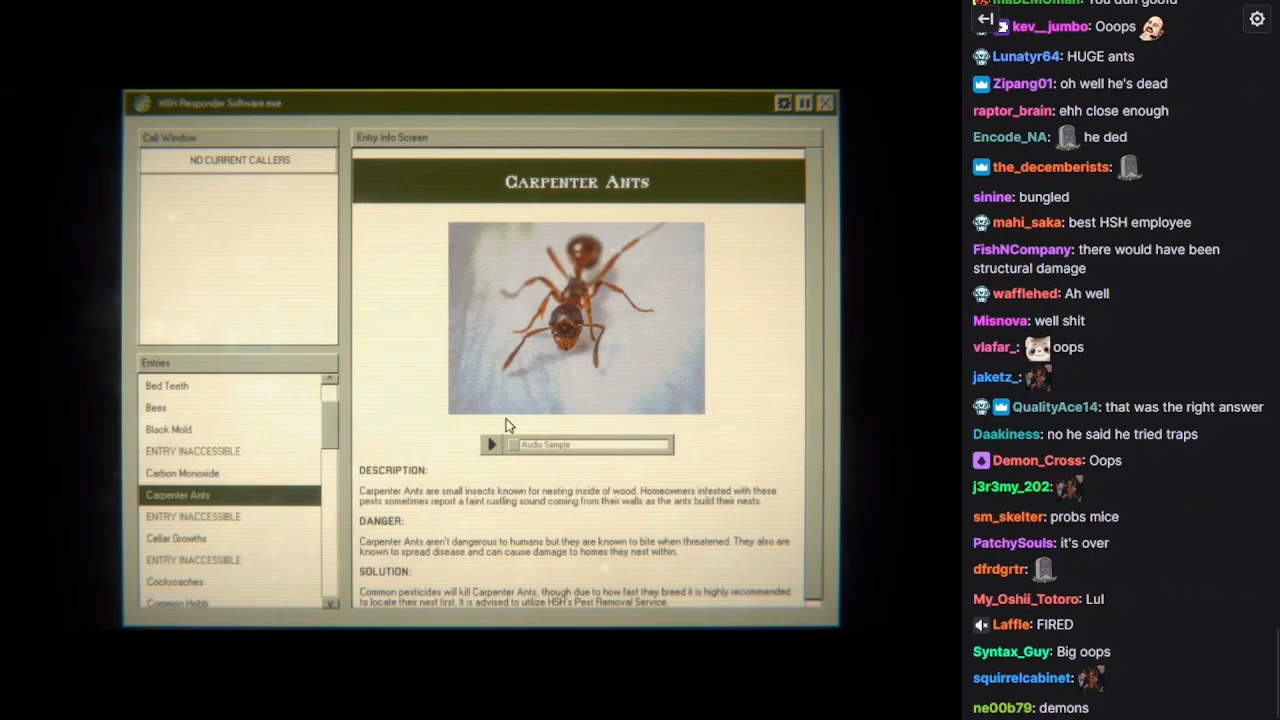 HSH Responder Software.exe
Call Window
NO CURRENT CALLERS
Entries
Bed Teeth
Bees
Black Mold
ENTRY INACCESSIBLE
Carbon Monoxide
Carpenter Ants
ENTRY INACCESSIBLE
Cellar Growths
ENTRY INACCESSIBLE
Cockroaches
Common Hobb
Entry Info Screen
Carpenter Ants
Audio Sample
DESCRIPTION:
Carpenter Ants are small insects known for nesting inside of wood. Homeowners infested with these
pests sometimes report a faint rustling sound coming from their walls as the ants build their nests.
DANGER:
Carpenter Ants aren't dangerous to humans but they are known to bite when threatened. They also are
known to spread disease and can cause damage to homes they nest within.
SOLUTION:
Common pesticides will kill Carpenter Ants, though due to how fast they breed it is highly recommended
to locate their nest first. It is advised to utilize HSH's Pest Removal Service.
maDEMOman: You dun goofd
kev__jumbo: Ooops
Lunatyr64: HUGE ants
Zipang01: oh well he's dead
raptor_brain: ehh close enough
Encode_NA: he ded
the_decemberists:
sinine: bungled
mahi_saka: best HSH employee
FishNCompany: there would have been
structural damage
wafflehed: Ah well
Misnova: well shit
vlafar_: oops
jaketz_:
QualityAce14: that was the right answer
Daakiness: no he said he tried traps
Demon_Cross: Oops
j3r3my_202:
sm_skelter: probs mice
PatchySouls: it's over
dfrdgrtr:
My_Oshii_Totoro: Lul
Laffle: FIRED
Syntax_Guy: Big oops
squirrelcabinet:
ne00b79: demons